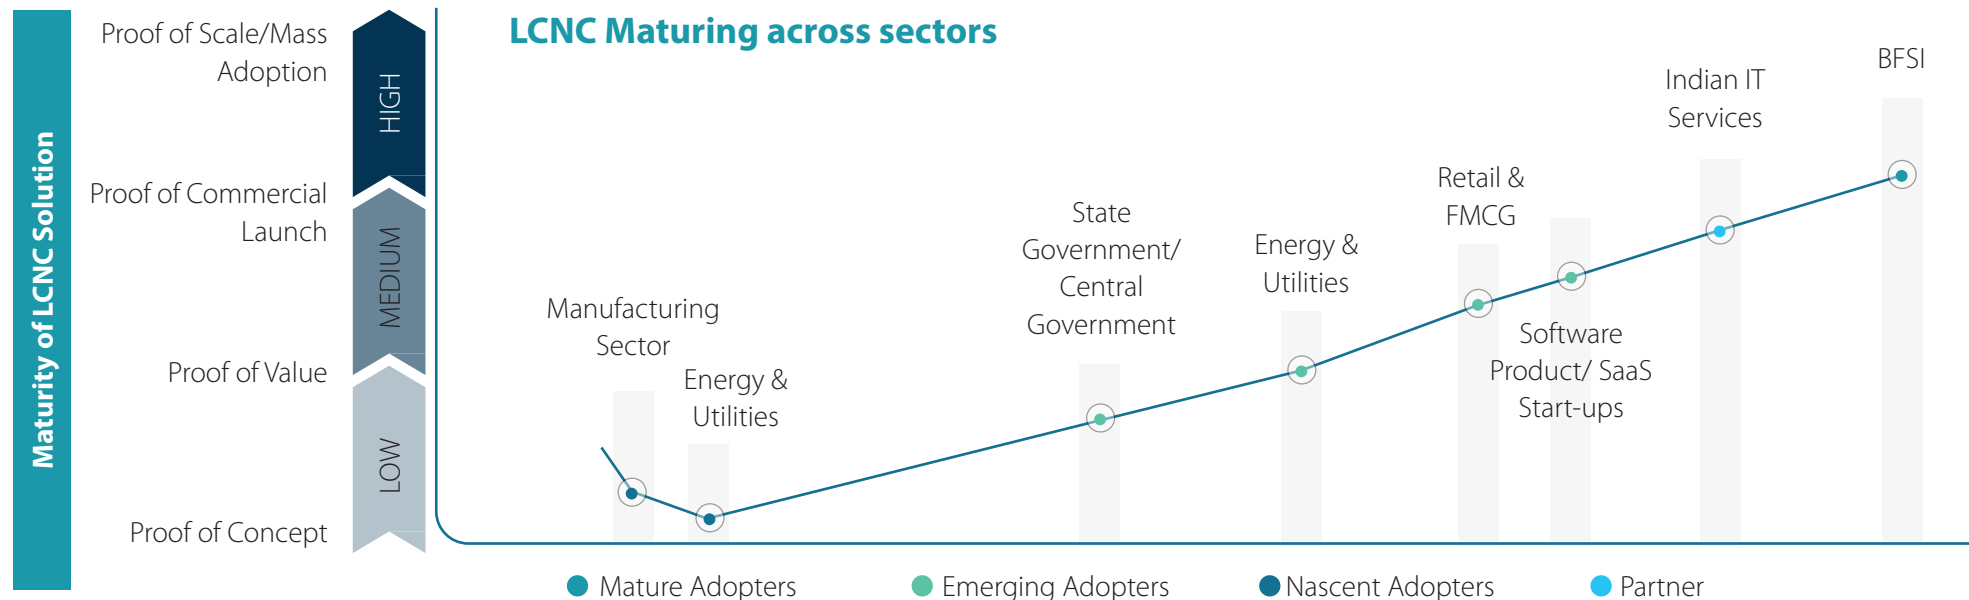 LCNC Maturing across sectors
Maturity of LCNC Solution
Proof of Scale/Mass
Adoption
Proof of Commercial
Launch
Proof of Value
Proof of Concept
HIGH
MEDIUM
LOW
Manufacturing
Sector
Energy &
Utilities
State
Government/
Central
Government
Energy &
Utilities
Retail &
FMCG
Software
Product/ SaaS
Start-ups
Indian IT
Services
BFSI
Mature Adopters
Emerging Adopters
Nascent Adopters
Partner